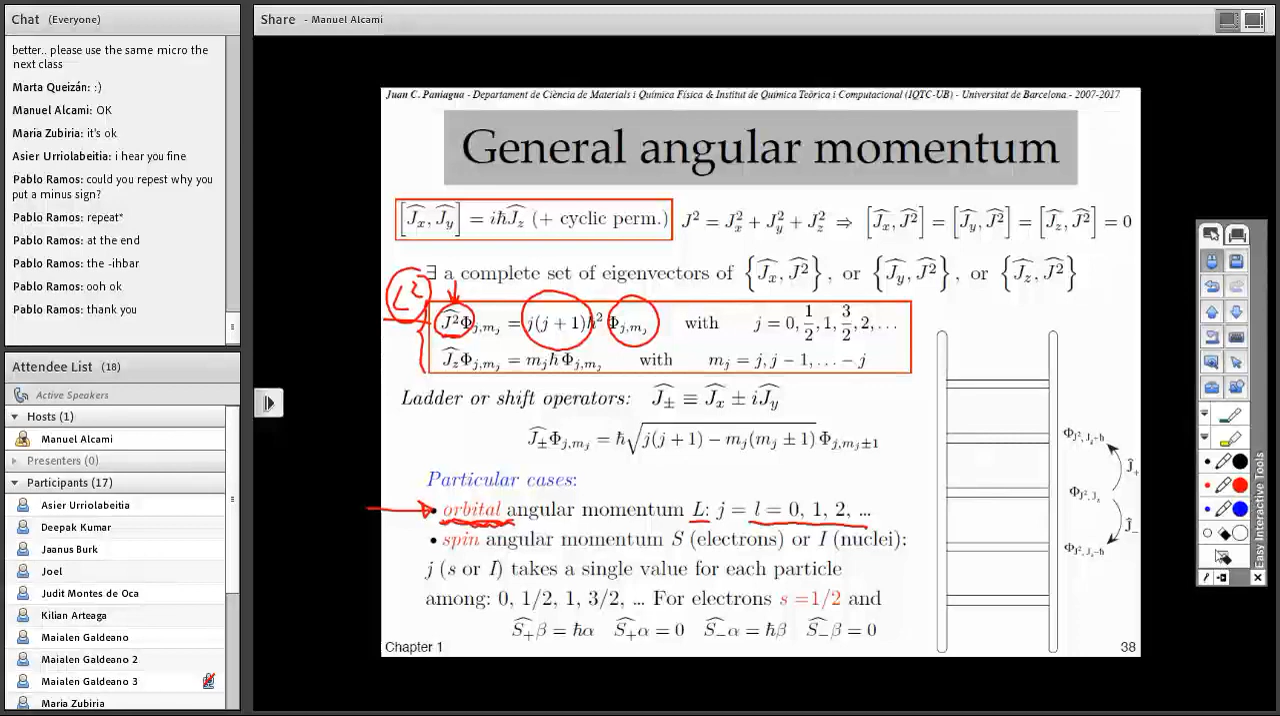 Chat (Everyone)
better.. please use the same micro the
next class
Marta Queizán: :)
Manuel Alcami: OK
Maria Zubiria: it's ok
Asier Urriolabeitia: i hear you fine
Pablo Ramos: could you repest why you
put a minus sign?
Pablo Ramos: repeat*
Pablo Ramos: at the end
Pablo Ramos: the -ihbar
Pablo Ramos: ooh ok
Pablo Ramos: thank you
Attendee List (18)
Active Speakers
Hosts (1)
Manuel Alcami
Presenters (0)
Participants (17)
Asier Urriolabeitia
Deepak Kumar
Jaanus Burk
Joel
Judit Montes de Oca
Kilian Arteaga
Maialen Galdeano
Maialen Galdeano 2
Maialen Galdeano 3
Maria Zubiria
Share - Manuel Alcami
Juan C. Paniagua - Departament de Ciència de Materials i Química Física & Institut de Química Teòrica i Computacional (IQTC-UB) - Universitat de Barcelona.- 2007-2017
General angular momentum
[Ĵx, Ĵy] = iħĴz (+ cyclic perm.) J² = Jx² + Jy² + Jz² ⇒ [Ĵx, Ĵ²] = [Ĵy, Ĵ²] = [Ĵz, Ĵ²] = 0
∃ a complete set of eigenvectors of {Ĵx, Ĵ²}, or {Ĵy, Ĵ²}, or {Ĵz, Ĵ²}
L²
Ĵ²Φj,mj = j(j + 1)ħ² Φj,mj with j = 0, 1/2, 1, 3/2, 2, ...
ĴzΦj,mj = mjħ Φj,mj with mj = j, j − 1, ... − j
Ladder or shift operators: Ĵ± ≡ Ĵx ± iĴy
Ĵ±Φj,mj = ħ√(j(j + 1) − mj(mj ± 1)) Φj,mj±1
Particular cases:
• orbital angular momentum L: j = l = 0, 1, 2, ...
• spin angular momentum S (electrons) or I (nuclei):
j (s or I) takes a single value for each particle
among: 0, 1/2, 1, 3/2, ... For electrons s =1/2 and
Ŝ+β = ħα Ŝ+α = 0 Ŝ−α = ħβ Ŝ−β = 0
ΦJ²,Jz-ħ
Ĵ+
ΦJ²,Jz
Ĵ−
ΦJ²,Jz-ħ
Chapter 1
38
Easy Interactive Tools